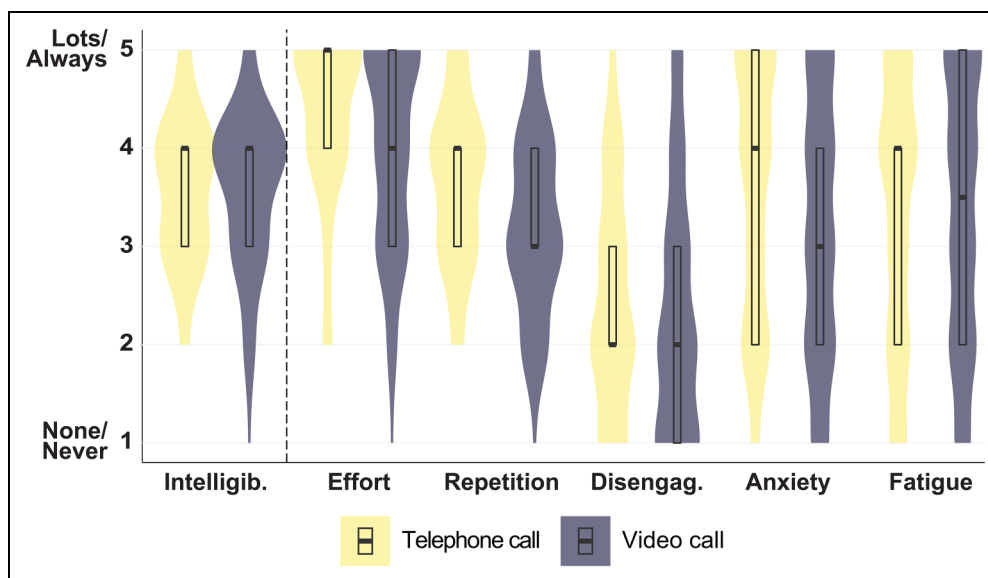 Lots/
Always
5
4
3
2
None/
Never
1
Intelligib. Effort Repetition Disengag. Anxiety Fatigue
Telephone call Video call